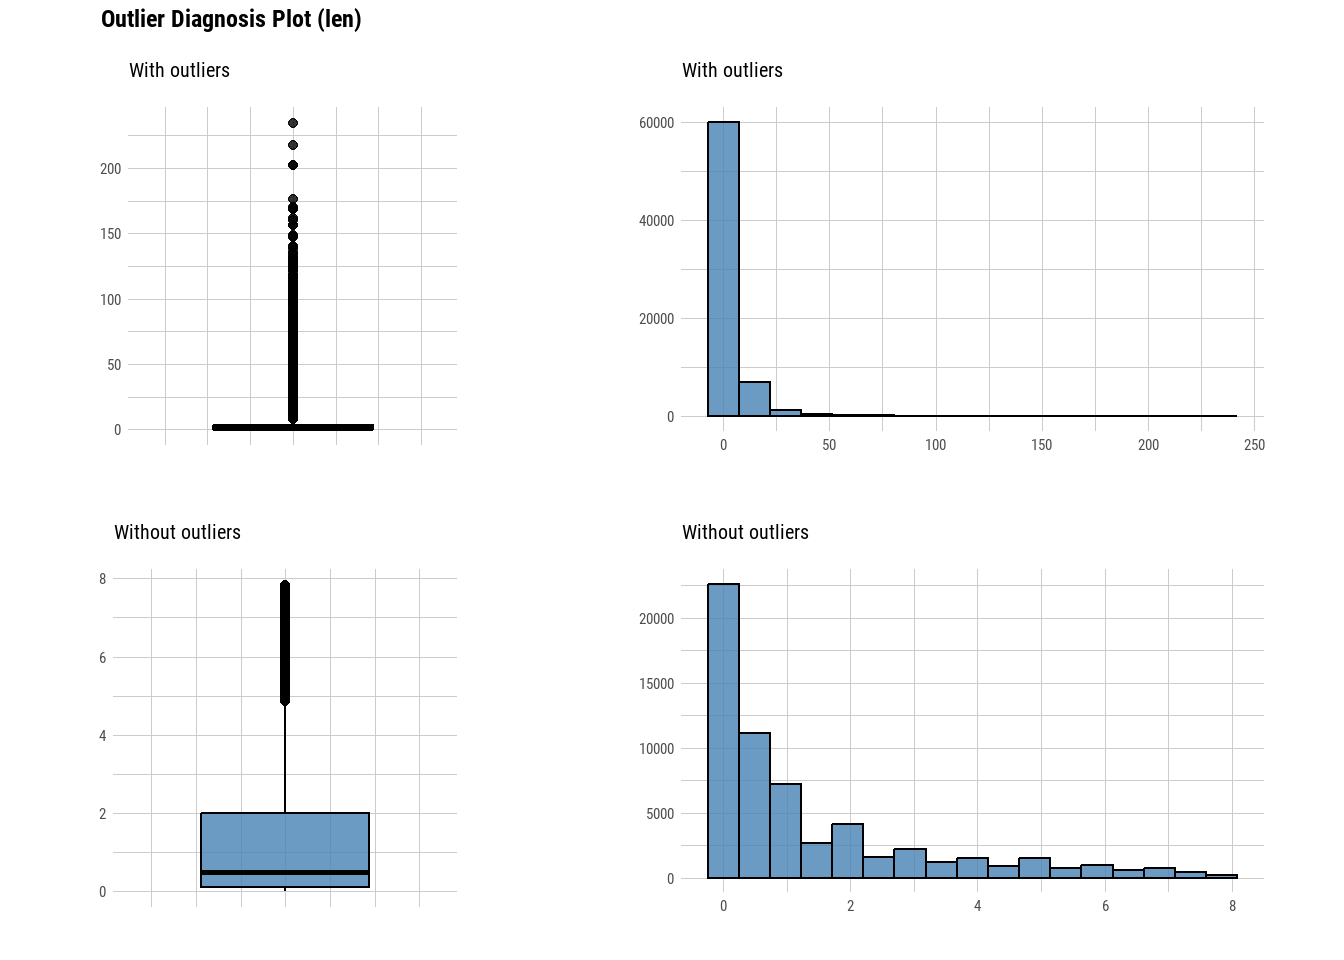 Outlier Diagnosis Plot (len)
With outliers
200
150
100
50
0
With outliers
60000
40000
20000
0
0 50 100 150 200 250
Without outliers
8
6
4
2
0
Without outliers
20000
15000
10000
5000
0
0 2 4 6 8